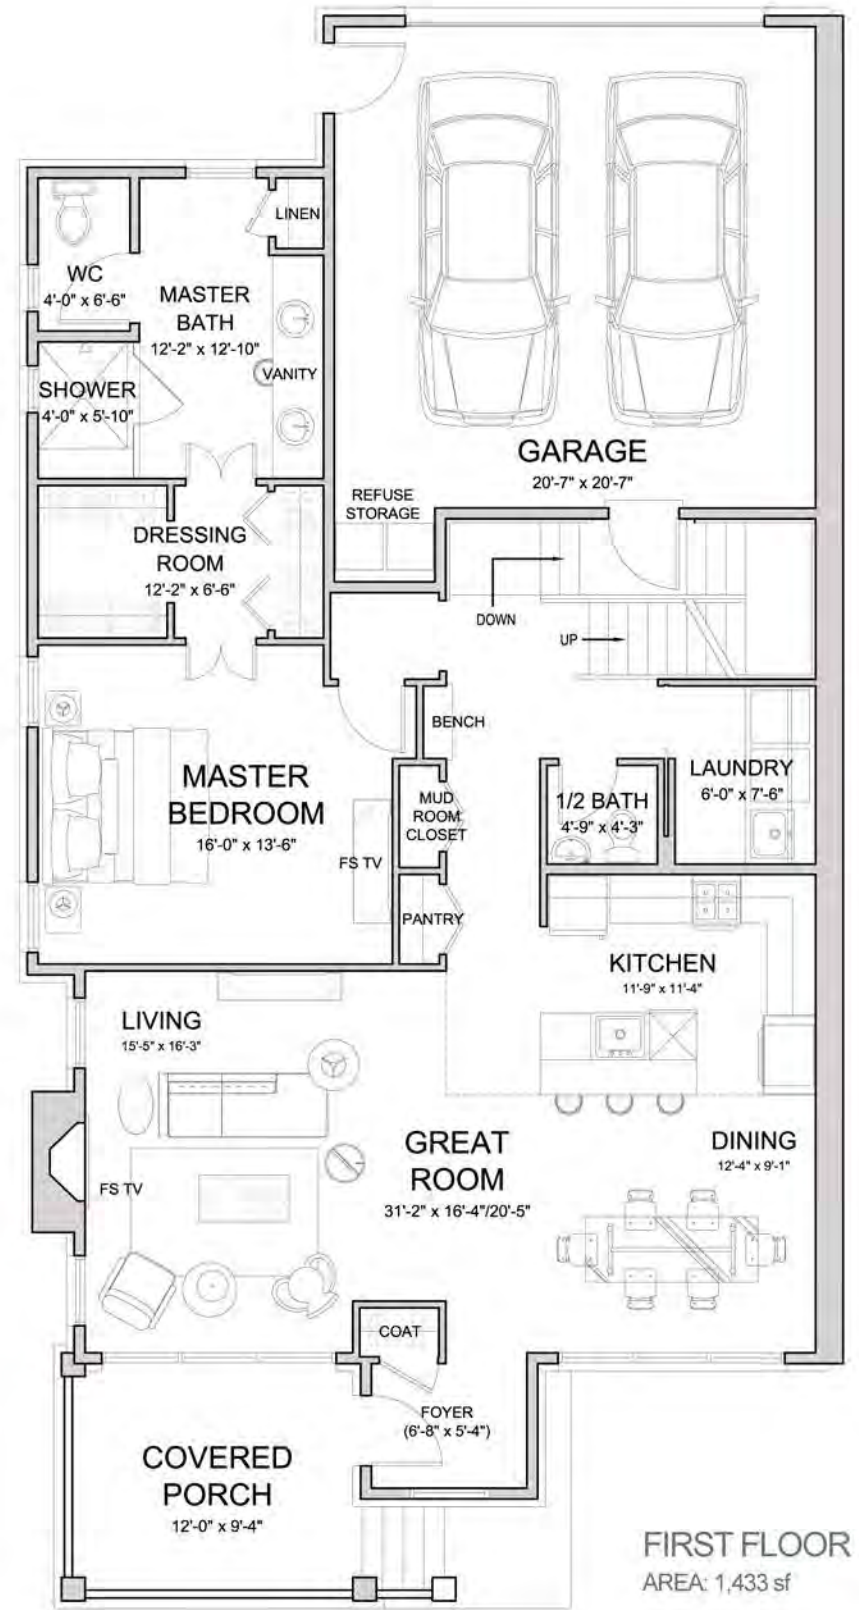 LINEN
WC
4'-0" x 6'-6"
MASTER
BATH
12'-2" x 12'-10"
VANITY
SHOWER
4'-0" x 5'-10"
GARAGE
20'-7" x 20'-7"
REFUSE
STORAGE
DRESSING
ROOM
12'-2" x 6'-6"
DOWN
UP
BENCH
MASTER
BEDROOM
16'-0" x 13'-6"
FS TV
MUD
ROOM
CLOSET
1/2 BATH
4'-9" x 4'-3"
LAUNDRY
6'-0" x 7'-6"
PANTRY
KITCHEN
11'-9" x 11'-4"
LIVING
15'-5" x 16'-3"
FS TV
GREAT
ROOM
31'-2" x 16'-4"/20'-5"
DINING
12'-4" x 9'-1"
COAT
FOYER
(6'-8" x 5'-4")
COVERED
PORCH
12'-0" x 9'-4"
FIRST FLOOR
AREA: 1,433 sf